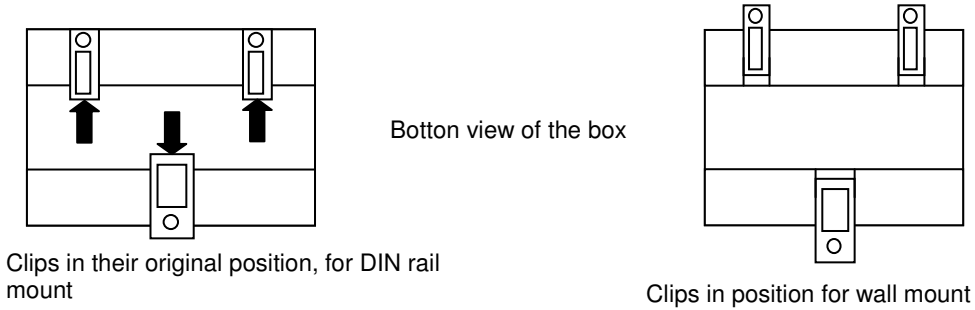 Botton view of the box
Clips in their original position, for DIN rail
mount
Clips in position for wall mount